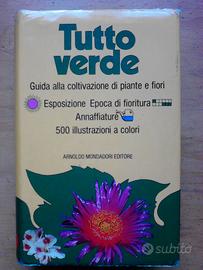 Tutto
verde
Guida alla coltivazione di piante e fiori
Esposizione Epoca di fioritura
Annaffiature
500 illustrazioni a colori
ARNOLDO MONDADORI EDITORE
subito